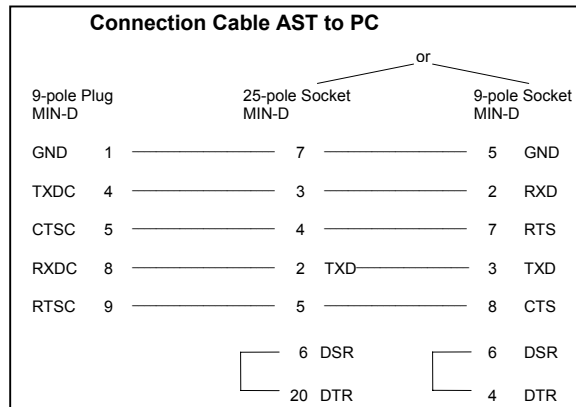 Connection Cable AST to PC
or
9-pole Plug 25-pole Socket 9-pole Socket
MIN-D MIN-D MIN-D
GND 1 7 5 GND
TXDC 4 3 2 RXD
CTSC 5 4 7 RTS
RXDC 8 2 TXD 3 TXD
RTSC 9 5 8 CTS
6 DSR 6 DSR
20 DTR 4 DTR